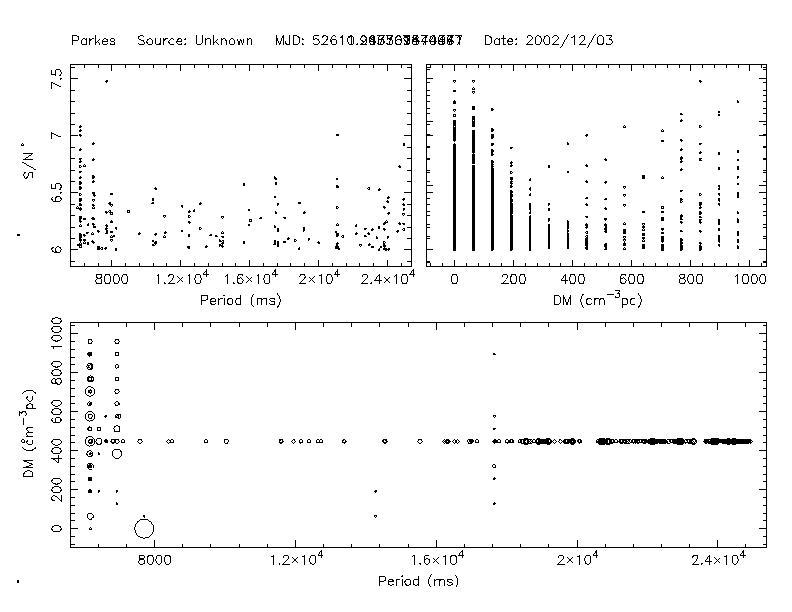 Parkes Source: Unknown MJD: Date: 2002/12/03
7.5
7
6.5
6
S/N
8000 1.2×10⁴ 1.6×10⁴ 2×10⁴ 2.4×10⁴
Period (ms)
0 200 400 600 800 1000
DM (cm⁻³pc)
1000
800
600
400
200
0
DM (cm⁻³pc)
8000 1.2×10⁴ 1.6×10⁴ 2×10⁴ 2.4×10⁴
Period (ms)